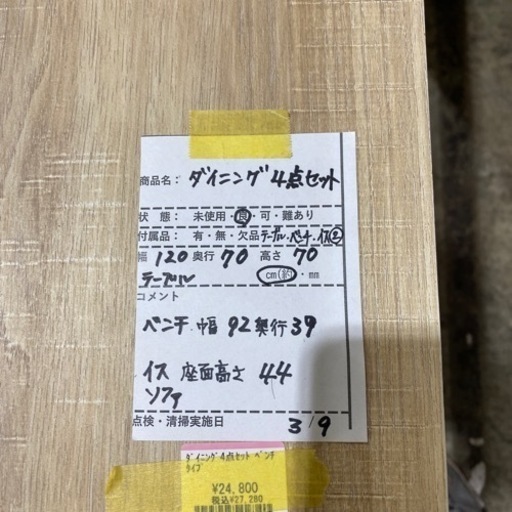 商品名: ダイニング4点セット
状 態: 未使用・良・可・難あり
付属品: 有・無・欠品 テーブル・ベンチ・イス②
幅 120 奥行 70 高さ 70
テーブル cm(約)・mm
コメント
ベンチ 巾 92 奥行 39
イス 座面高さ 44
ソファ
点検・清掃実施日 3/9
ダイニング4点セット ベンチ
タイプ
¥24,800
税込¥27,280